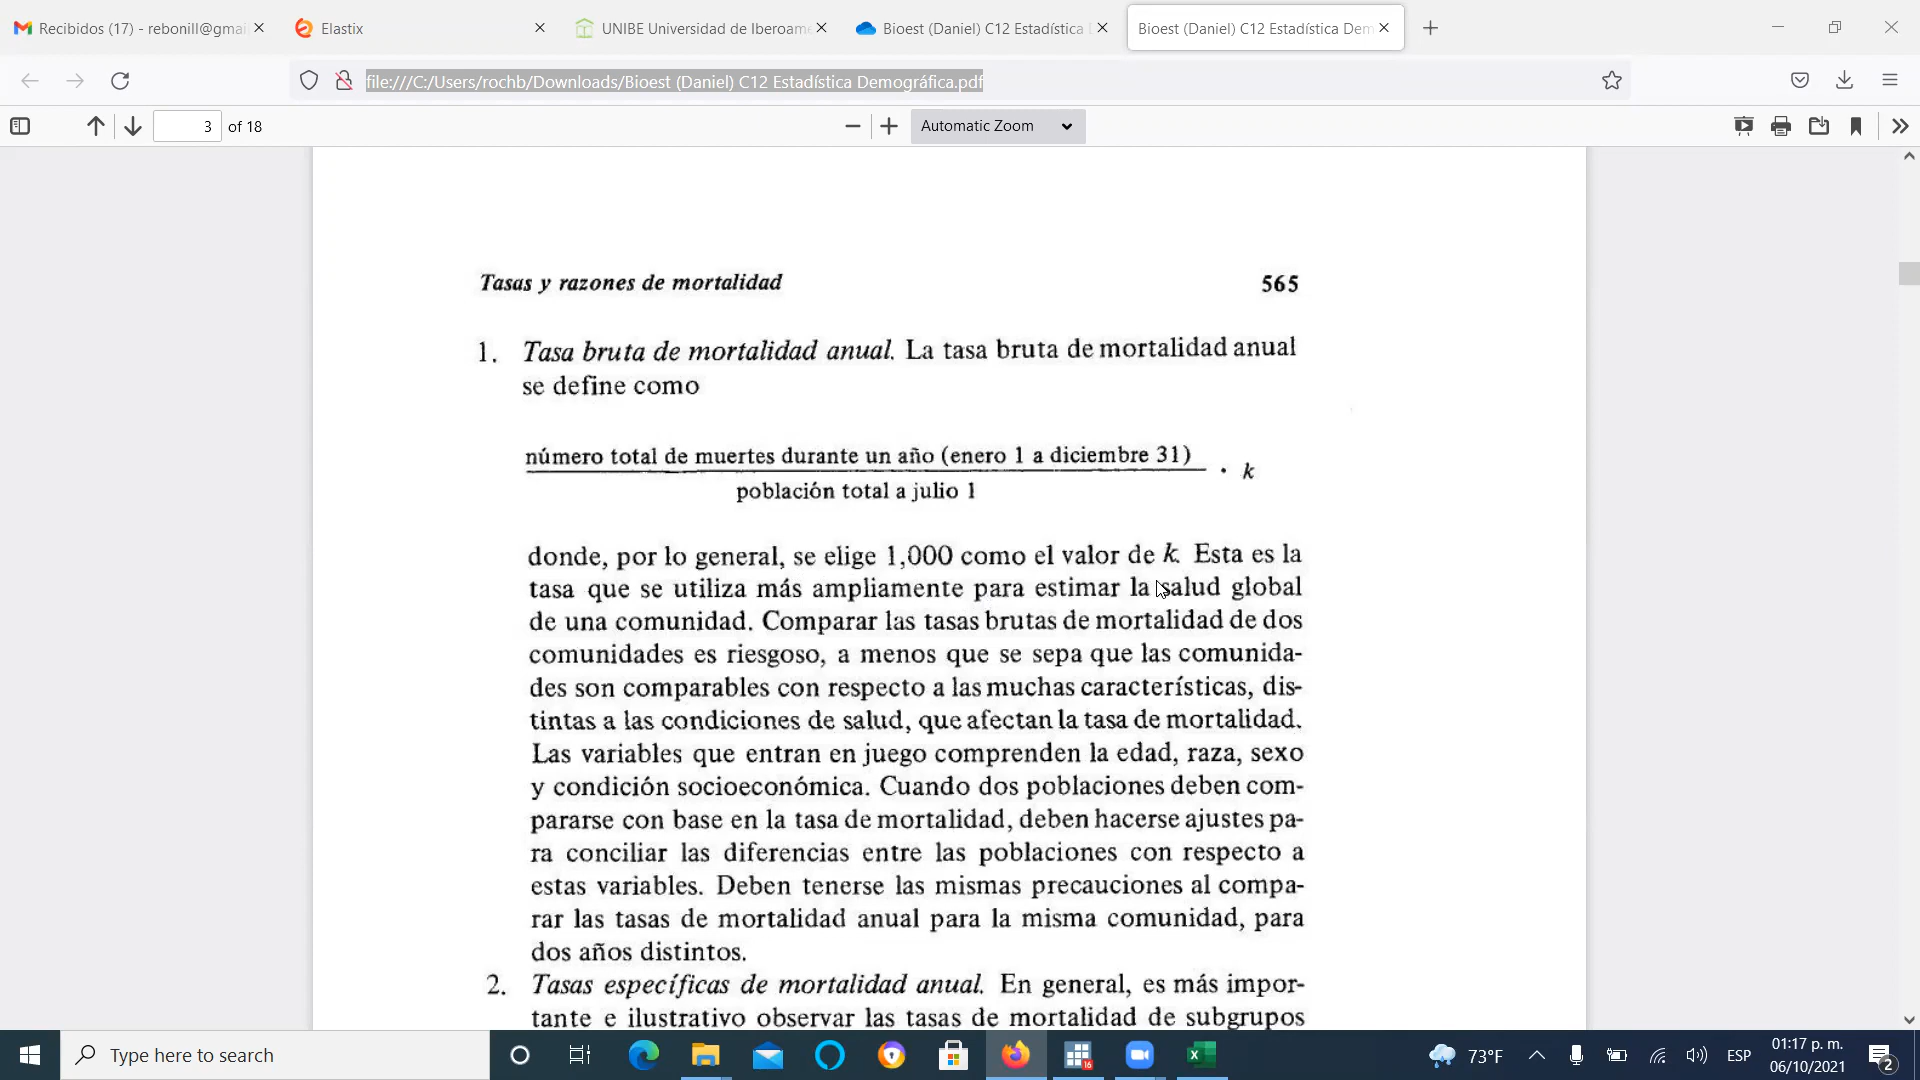 Recibidos (17) - rebonill@gmai
Elastix
UNIBE Universidad de Iberoamé
Bioest (Daniel) C12 Estadística D
Bioest (Daniel) C12 Estadística Dem
file:///C:/Users/rochb/Downloads/Bioest (Daniel) C12 Estadística Demográfica.pdf
3 of 18
Automatic Zoom
Tasas y razones de mortalidad 565
1. Tasa bruta de mortalidad anual. La tasa bruta de mortalidad anual
se define como
número total de muertes durante un año (enero 1 a diciembre 31)
· k
población total a julio 1
donde, por lo general, se elige 1,000 como el valor de k. Esta es la
tasa que se utiliza más ampliamente para estimar la salud global
de una comunidad. Comparar las tasas brutas de mortalidad de dos
comunidades es riesgoso, a menos que se sepa que las comunida-
des son comparables con respecto a las muchas características, dis-
tintas a las condiciones de salud, que afectan la tasa de mortalidad.
Las variables que entran en juego comprenden la edad, raza, sexo
y condición socioeconómica. Cuando dos poblaciones deben com-
pararse con base en la tasa de mortalidad, deben hacerse ajustes pa-
ra conciliar las diferencias entre las poblaciones con respecto a
estas variables. Deben tenerse las mismas precauciones al compa-
rar las tasas de mortalidad anual para la misma comunidad, para
dos años distintos.
2. Tasas específicas de mortalidad anual. En general, es más impor-
tante e ilustrativo observar las tasas de mortalidad de subgrupos
Type here to search
16
73°F
ESP
01:17 p. m.
06/10/2021
2